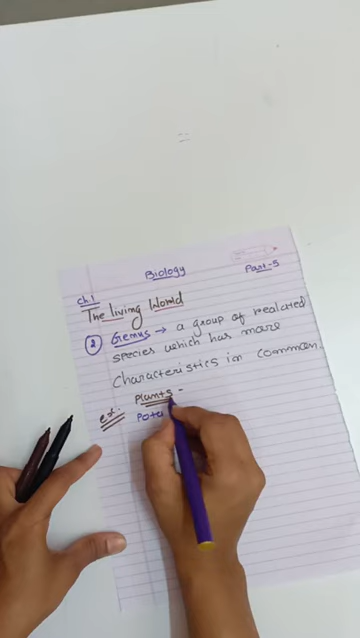 Biology
Part-5
Ch.1
The Living World
② Genus → a group of realated
species which has more
characteristics in common.
ex:- Plants -
Pota